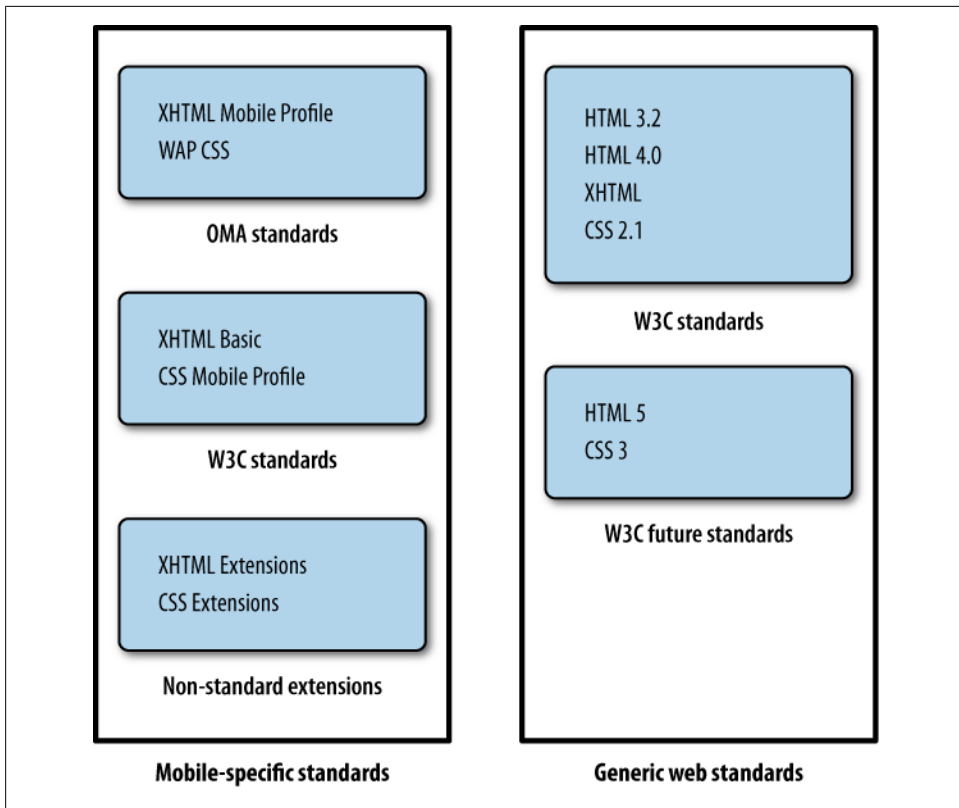 XHTML Mobile Profile
WAP CSS
OMA standards
XHTML Basic
CSS Mobile Profile
W3C standards
XHTML Extensions
CSS Extensions
Non-standard extensions
Mobile-specific standards
HTML 3.2
HTML 4.0
XHTML
CSS 2.1
W3C standards
HTML 5
CSS 3
W3C future standards
Generic web standards